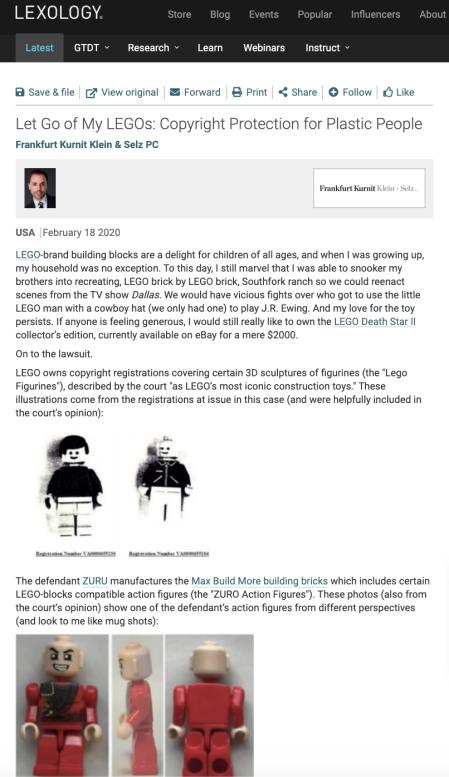 LEXOLOGY.
Store Blog Events Popular Influencers About
Latest GTDT Research Learn Webinars Instruct
Save & file View original Forward Print Share Follow Like
Let Go of My LEGOs: Copyright Protection for Plastic People
Frankfurt Kurnit Klein & Selz PC
Frankfurt Kurnit Klein + Selz
USA | February 18 2020
LEGO-brand building blocks are a delight for children of all ages, and when I was growing up,
my household was no exception. To this day, I still marvel that I was able to snooker my
brothers into recreating, LEGO brick by LEGO brick, Southfork ranch so we could reenact
scenes from the TV show Dallas. We would have vicious fights over who got to use the little
LEGO man with a cowboy hat (we only had one) to play J.R. Ewing. And my love for the toy
persists. If anyone is feeling generous, I would still really like to own the LEGO Death Star II
collector's edition, currently available on eBay for a mere $2000.
On to the lawsuit.
LEGO owns copyright registrations covering certain 3D sculptures of figurines (the "Lego
Figurines"), described by the court "as LEGO's most iconic construction toys." These
illustrations come from the registrations at issue in this case (and were helpfully included in
the court's opinion):
Registration Number Registration Number
The defendant ZURU manufactures the Max Build More building bricks which includes certain
LEGO-blocks compatible action figures (the "ZURO Action Figures"). These photos (also from
the court's opinion) show one of the defendant's action figures from different perspectives
(and look to me like mug shots):